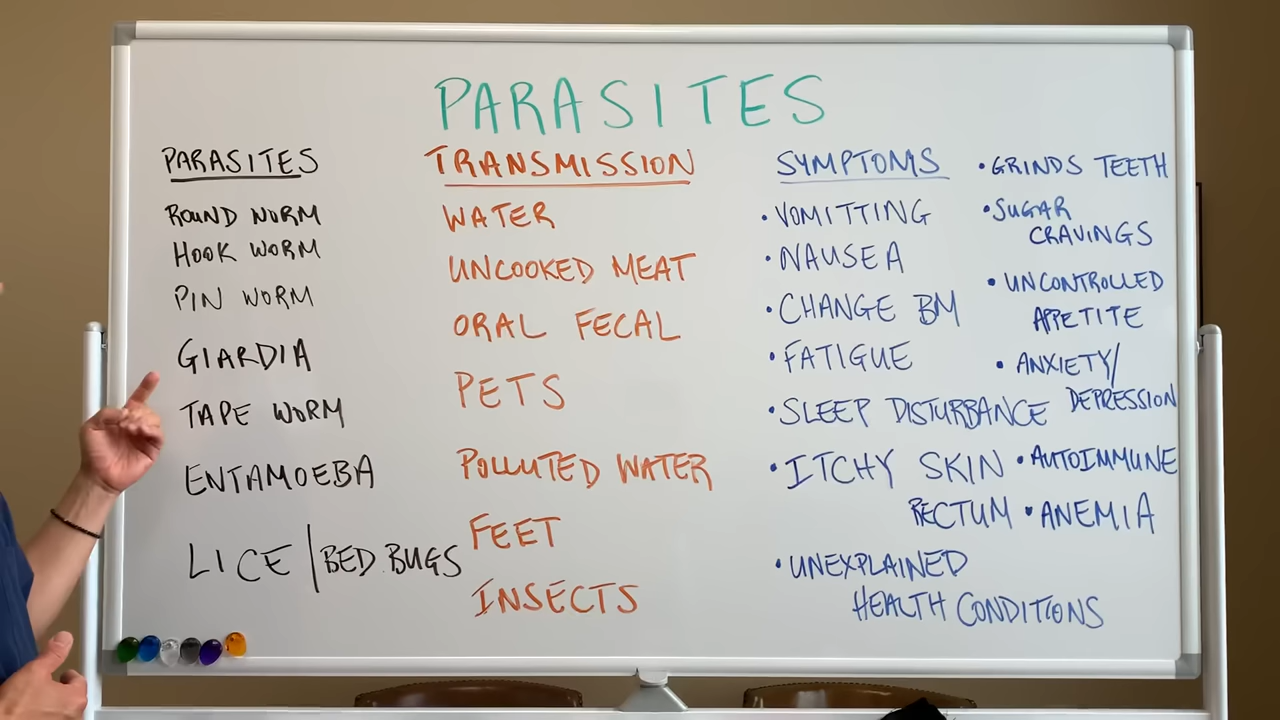 PARASITES
PARASITES
ROUND WORM
HOOK WORM
PIN WORM
GIARDIA
TAPE WORM
ENTAMOEBA
LICE/BED BUGS
TRANSMISSION
WATER
UNCOOKED MEAT
ORAL FECAL
PETS
POLLUTED WATER
FEET
INSECTS
SYMPTOMS
• VOMITTING
• NAUSEA
• CHANGE BM
• FATIGUE
• SLEEP DISTURBANCE
• ITCHY SKIN
RECTUM
• UNEXPLAINED
HEALTH CONDITIONS
• GRINDS TEETH
• SUGAR
CRAVINGS
• UNCONTROLLED
APPETITE
• ANXIETY/
DEPRESSION
• AUTOIMMUNE
• ANEMIA